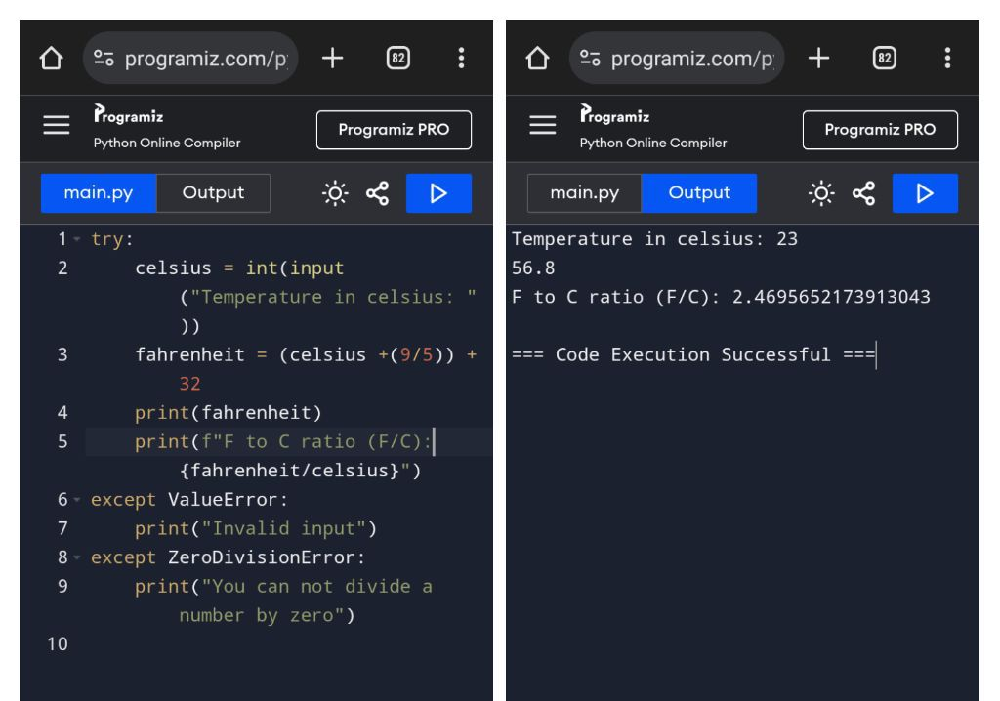 programiz.com/p
82
Programiz
Python Online Compiler
Programiz PRO
main.py
Output
1 try:
2 celsius = int(input
("Temperature in celsius: "
))
3 fahrenheit = (celsius +(9/5)) +
32
4 print(fahrenheit)
5 print(f"F to C ratio (F/C):
{fahrenheit/celsius}")
6 except ValueError:
7 print("Invalid input")
8 except ZeroDivisionError:
9 print("You can not divide a
number by zero")
10
programiz.com/p
82
Programiz
Python Online Compiler
Programiz PRO
main.py
Output
Temperature in celsius: 23
56.8
F to C ratio (F/C): 2.4695652173913043
=== Code Execution Successful ===